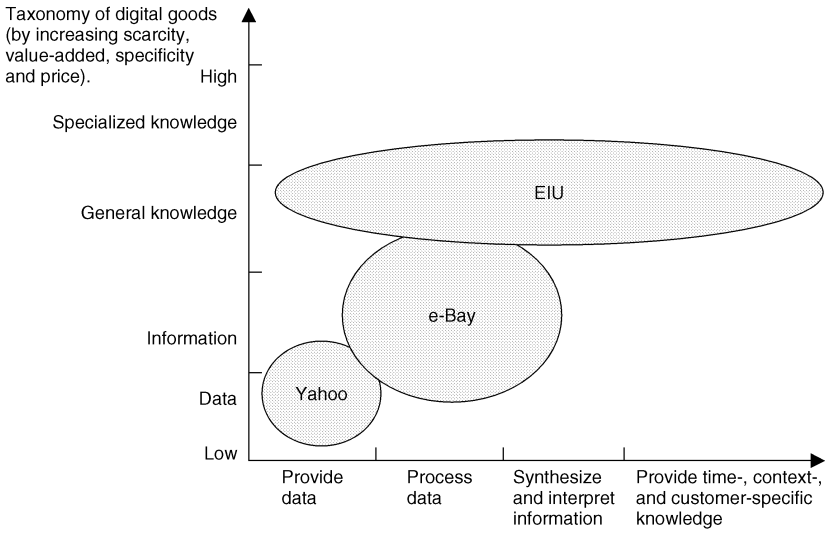 Taxonomy of digital goods
(by increasing scarcity,
value-added, specificity
and price).
High
Specialized knowledge
EIU
General knowledge
e-Bay
Information
Yahoo
Data
Low
Provide
data
Process
data
Synthesize
and interpret
information
Provide time-, context-,
and customer-specific
knowledge